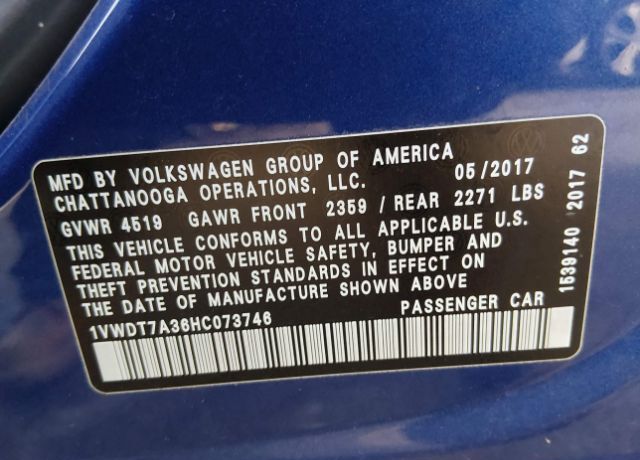 MFD BY VOLKSWAGEN GROUP OF AMERICA
CHATTANOOGA OPERATIONS, LLC. 05/2017
GVWR 4519 GAWR FRONT 2359 / REAR 2271 LBS
THIS VEHICLE CONFORMS TO ALL APPLICABLE U.S.
FEDERAL MOTOR VEHICLE SAFETY, BUMPER AND
THEFT PREVENTION STANDARDS IN EFFECT ON
THE DATE OF MANUFACTURE SHOWN ABOVE
1VWDT7A36HC073746 PASSENGER CAR
1539140 2017 62